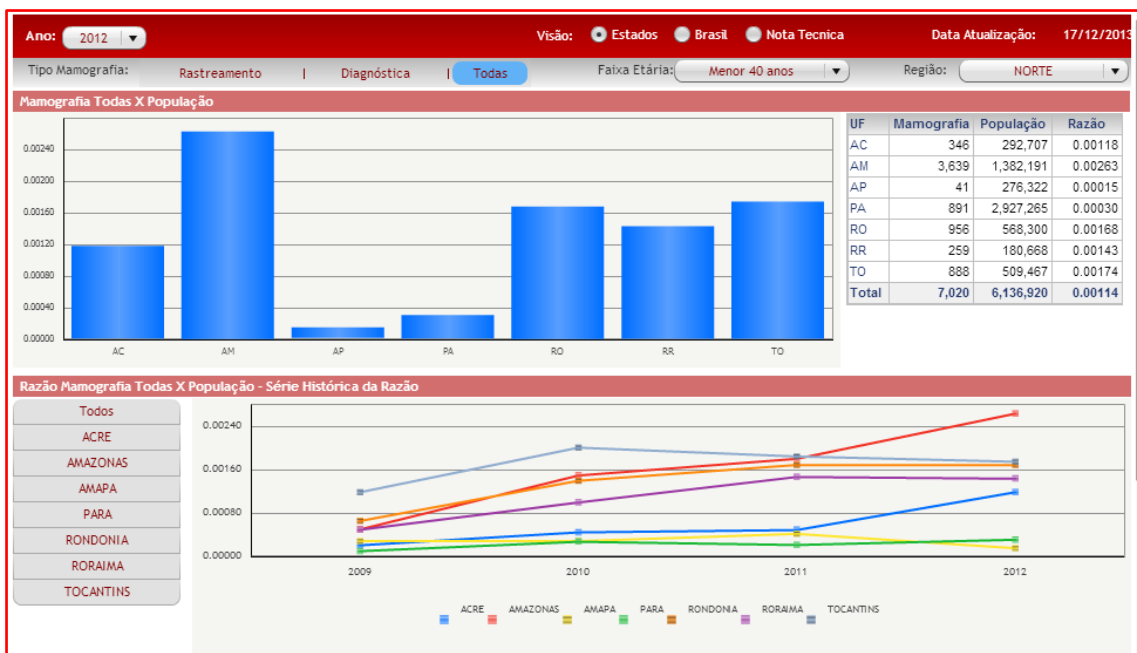 Ano: 2012 Visão: Estados Brasil Nota Tecnica Data Atualização: 17/12/2013
Tipo Mamografia: Rastreamento | Diagnóstica | Todas Faixa Etária: Menor 40 anos Região: NORTE
Mamografia Todas X População
0.00240
0.00200
0.00160
0.00120
0.00080
0.00040
0.00000
AC AM AP PA RO RR TO
UF Mamografia População Razão
AC 346 292,707 0.00118
AM 3,639 1,382,191 0.00263
AP 41 276,322 0.00015
PA 891 2,927,265 0.00030
RO 956 568,300 0.00168
RR 259 180,668 0.00143
TO 888 509,467 0.00174
Total 7,020 6,136,920 0.00114
Razão Mamografia Todas X População - Série Histórica da Razão
Todos
ACRE
AMAZONAS
AMAPA
PARA
RONDONIA
RORAIMA
TOCANTINS
0.00240
0.00160
0.00080
0.00000
2009 2010 2011 2012
ACRE AMAZONAS AMAPA PARA RONDONIA RORAIMA TOCANTINS